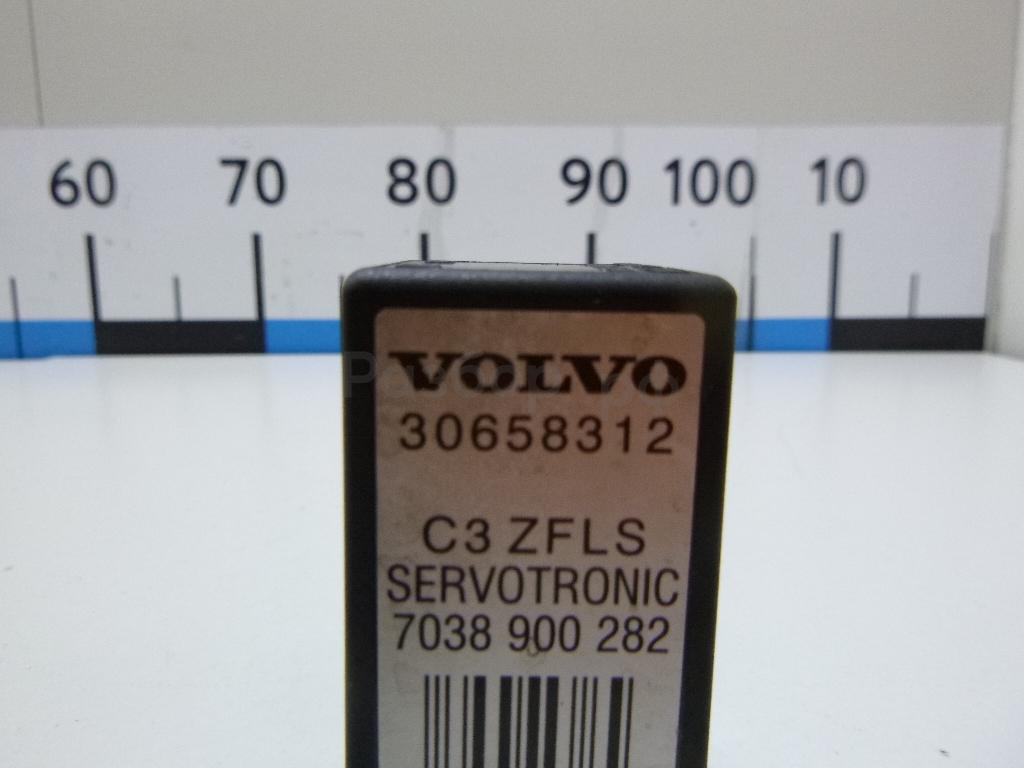 60 70 80 90 100 10
VOLVO
30658312
C3 ZFLS
SERVOTRONIC
7038 900 282